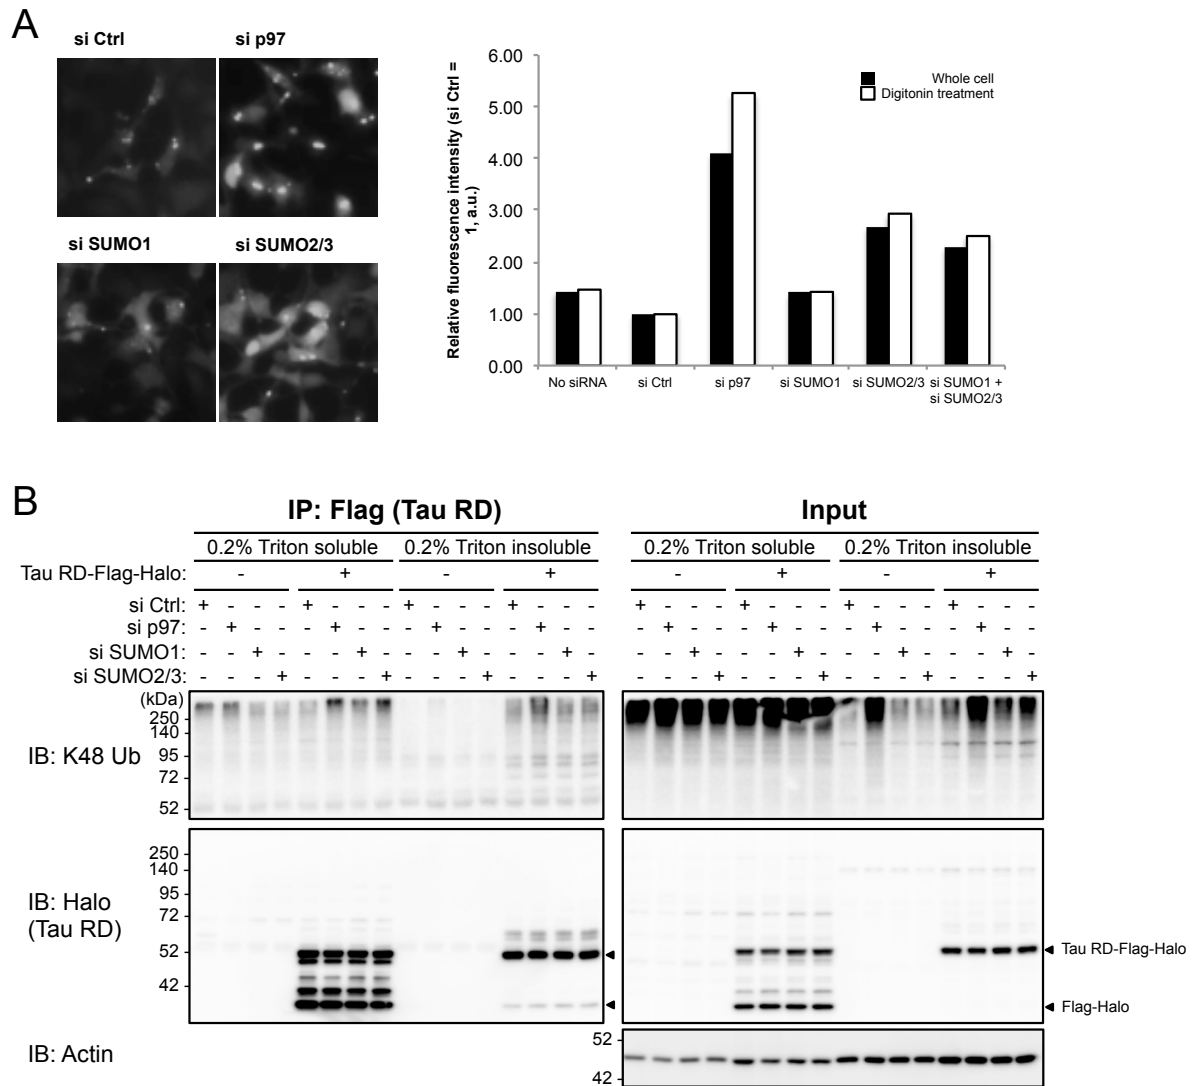 A
si Ctrl
si p97
si SUMO1
si SUMO2/3
Relative fluorescence intensity (si Ctrl =
1, a.u.)
6.00
5.00
4.00
3.00
2.00
1.00
0.00
Whole cell
Digitonin treatment
No siRNA
si Ctrl
si p97
si SUMO1
si SUMO2/3
si SUMO1 +
si SUMO2/3
B
IP: Flag (Tau RD)
Input
0.2% Triton soluble
0.2% Triton insoluble
0.2% Triton soluble
0.2% Triton insoluble
Tau RD-Flag-Halo: - + - + - + - +
si Ctrl: + - - - + - - - + - - - + - - - + - - - + - - - + - - - + - - -
si p97: - + - - - + - - - + - - - + - - - + - - - + - - - + - - - + - -
si SUMO1: - - + - - - + - - - + - - - + - - - + - - - + - - - + - - - + -
si SUMO2/3: - - - + - - - + - - - + - - - + - - - + - - - + - - - + - - - +
(kDa)
250 -
140 -
95 -
72 -
52 -
IB: K48 Ub
250 -
140 -
95 -
72 -
52 -
42 -
IB: Halo
(Tau RD)
Tau RD-Flag-Halo
Flag-Halo
IB: Actin
52 -
42 -